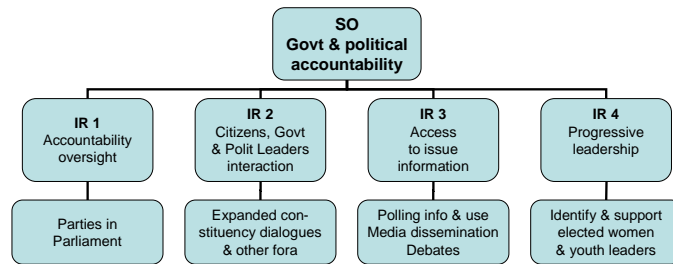 SO
Govt & political
accountability
IR 1
Accountability
oversight
IR 2
Citizens, Govt
& Polit Leaders
interaction
IR 3
Access
to issue
information
IR 4
Progressive
leadership
Parties in
Parliament
Expanded con-
stituency dialogues
& other fora
Polling info & use
Media dissemination
Debates
Identify & support
elected women
& youth leaders